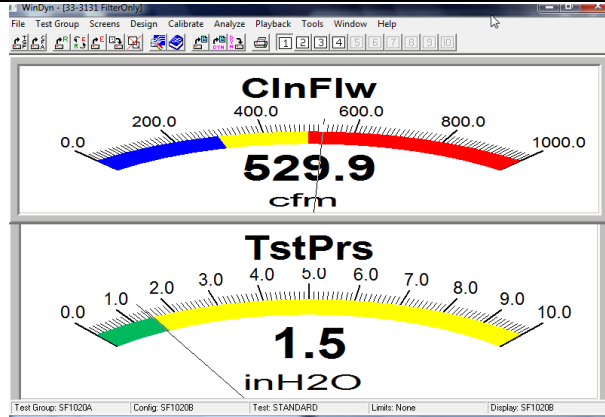 WinDyn - [33-3131 FilterOnly]
File Test Group Test Screens Design Calibrate Analyze Playback Tools Window Help
1 2 3 4 5 6 7 8 9 10
ClnFlw
0.0 200.0 400.0 600.0 800.0 1000.0
529.9
cfm
TstPrs
0.0 1.0 2.0 3.0 4.0 5.0 6.0 7.0 8.0 9.0 10.0
1.5
inH2O
Test Group: SF1020A Config: SF1020B Test: STANDARD Limits: None Display: SF1020B